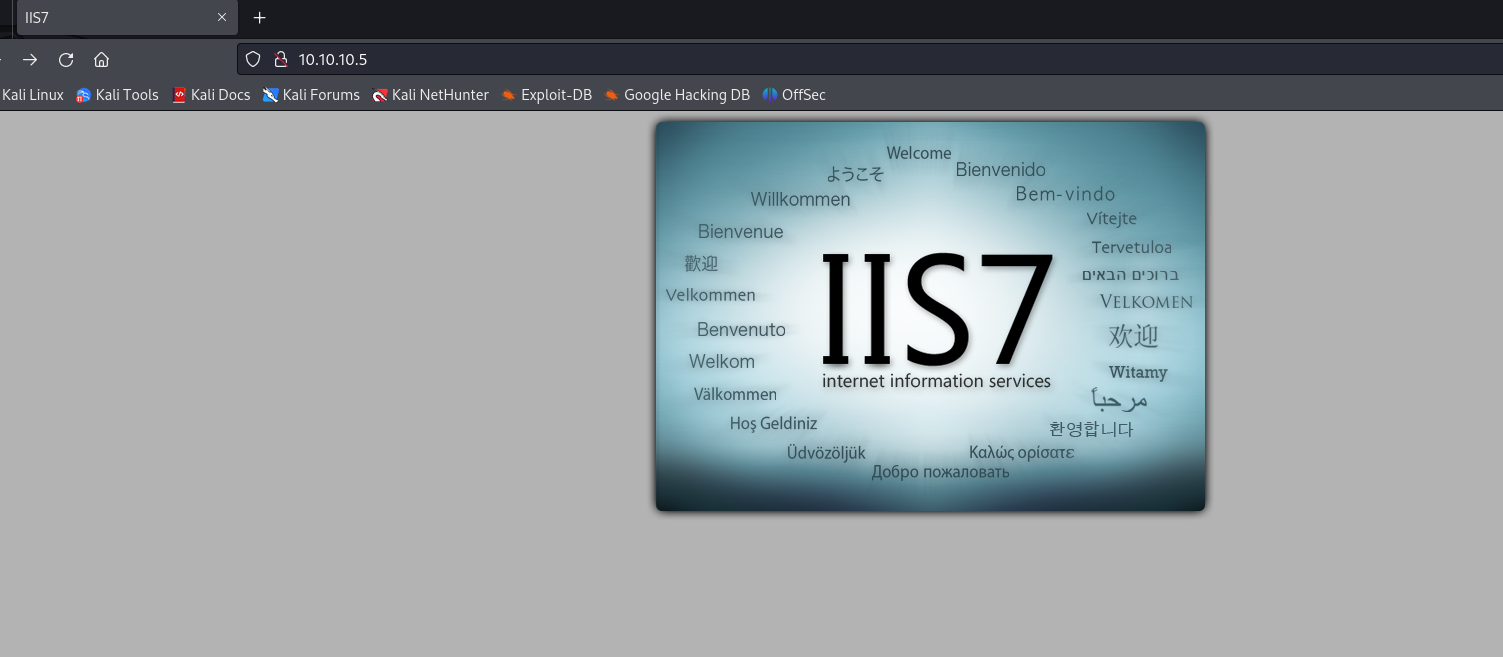 IIS7
10.10.10.5
Kali Linux Kali Tools Kali Docs Kali Forums Kali NetHunter Exploit-DB Google Hacking DB OffSec
Welcome
ようこそ
Bienvenido
Willkommen
Bem-vindo
Vítejte
Bienvenue
Tervetuloa
歡迎
ברוכים הבאים
Velkommen
VELKOMEN
IIS7
internet information services
Benvenuto
欢迎
Welkom
Witamy
Välkommen
مرحباً
Hoş Geldiniz
환영합니다
Üdvözöljük
Καλώς ορίσατε
Добро пожаловать